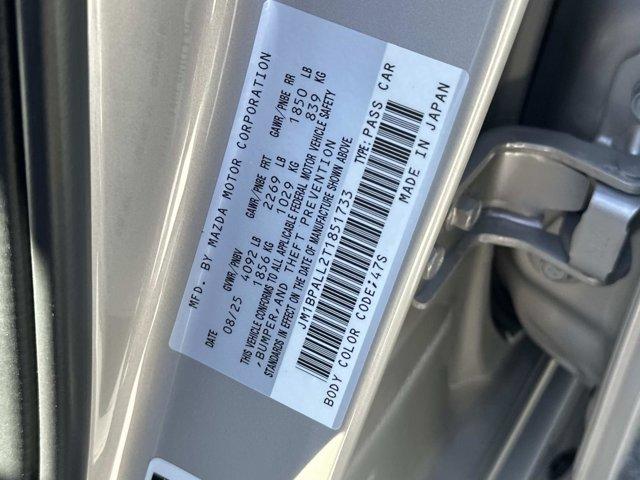 MFD. BY MAZDA MOTOR CORPORATION
DATE GVWR/PNBV GAWR/PNBE FRT GAWR/PNBE RR
08/25 4092 LB 2269 LB 1850 LB
1856 KG 1029 KG 839 KG
THIS VEHICLE CONFORMS TO ALL APPLICABLE FEDERAL MOTOR VEHICLE SAFETY
, BUMPER, AND THEFT PREVENTION
STANDARDS IN EFFECT ON THE DATE OF MANUFACTURE SHOWN ABOVE
JM1BPALL2T1851733 TYPE: PASS CAR
BODY COLOR CODE;47S MADE IN JAPAN